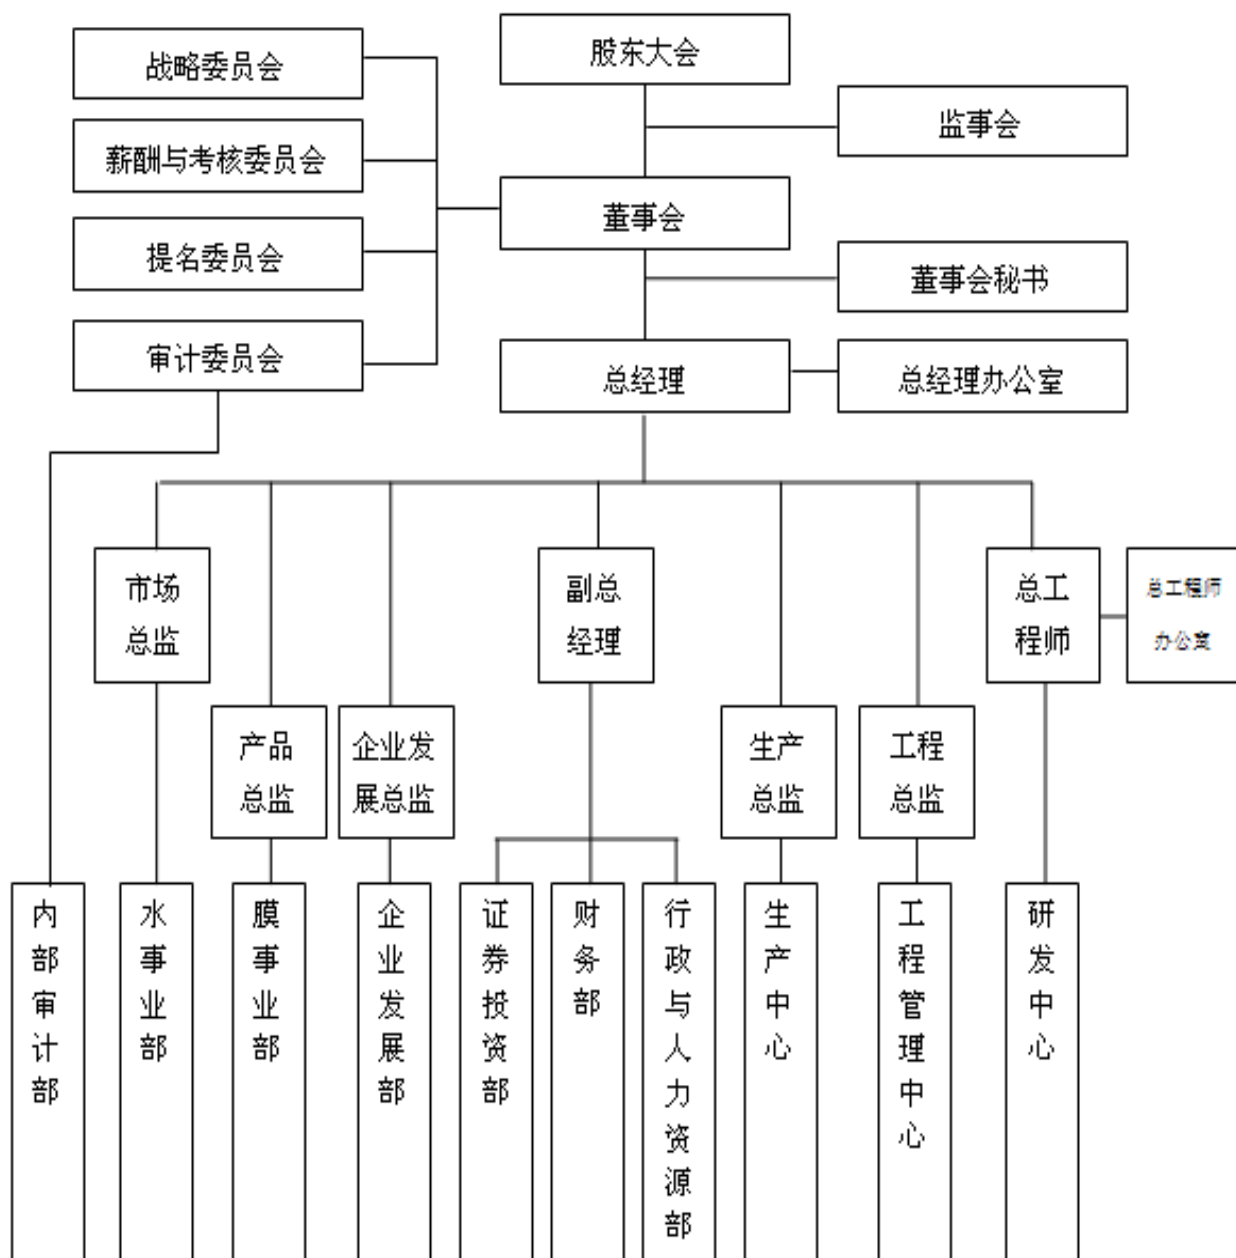 股东大会
战略委员会
监事会
薪酬与考核委员会
董事会
提名委员会
董事会秘书
审计委员会
总经理
总经理办公室
市场
总监
副总
经理
总工
程师
总工程师
办公室
产品
总监
企业发
展总监
生产
总监
工程
总监
内部审计部
水事业部
膜事业部
企业发展部
证券投资部
财务部
行政与人力资源部
生产中心
工程管理中心
研发中心